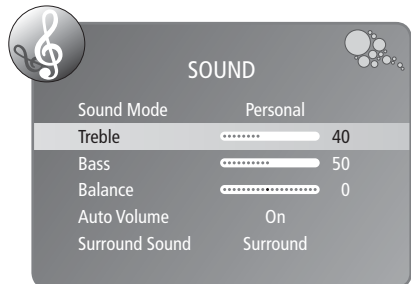 SOUND
Sound Mode Personal
Treble 40
Bass 50
Balance 0
Auto Volume On
Surround Sound Surround